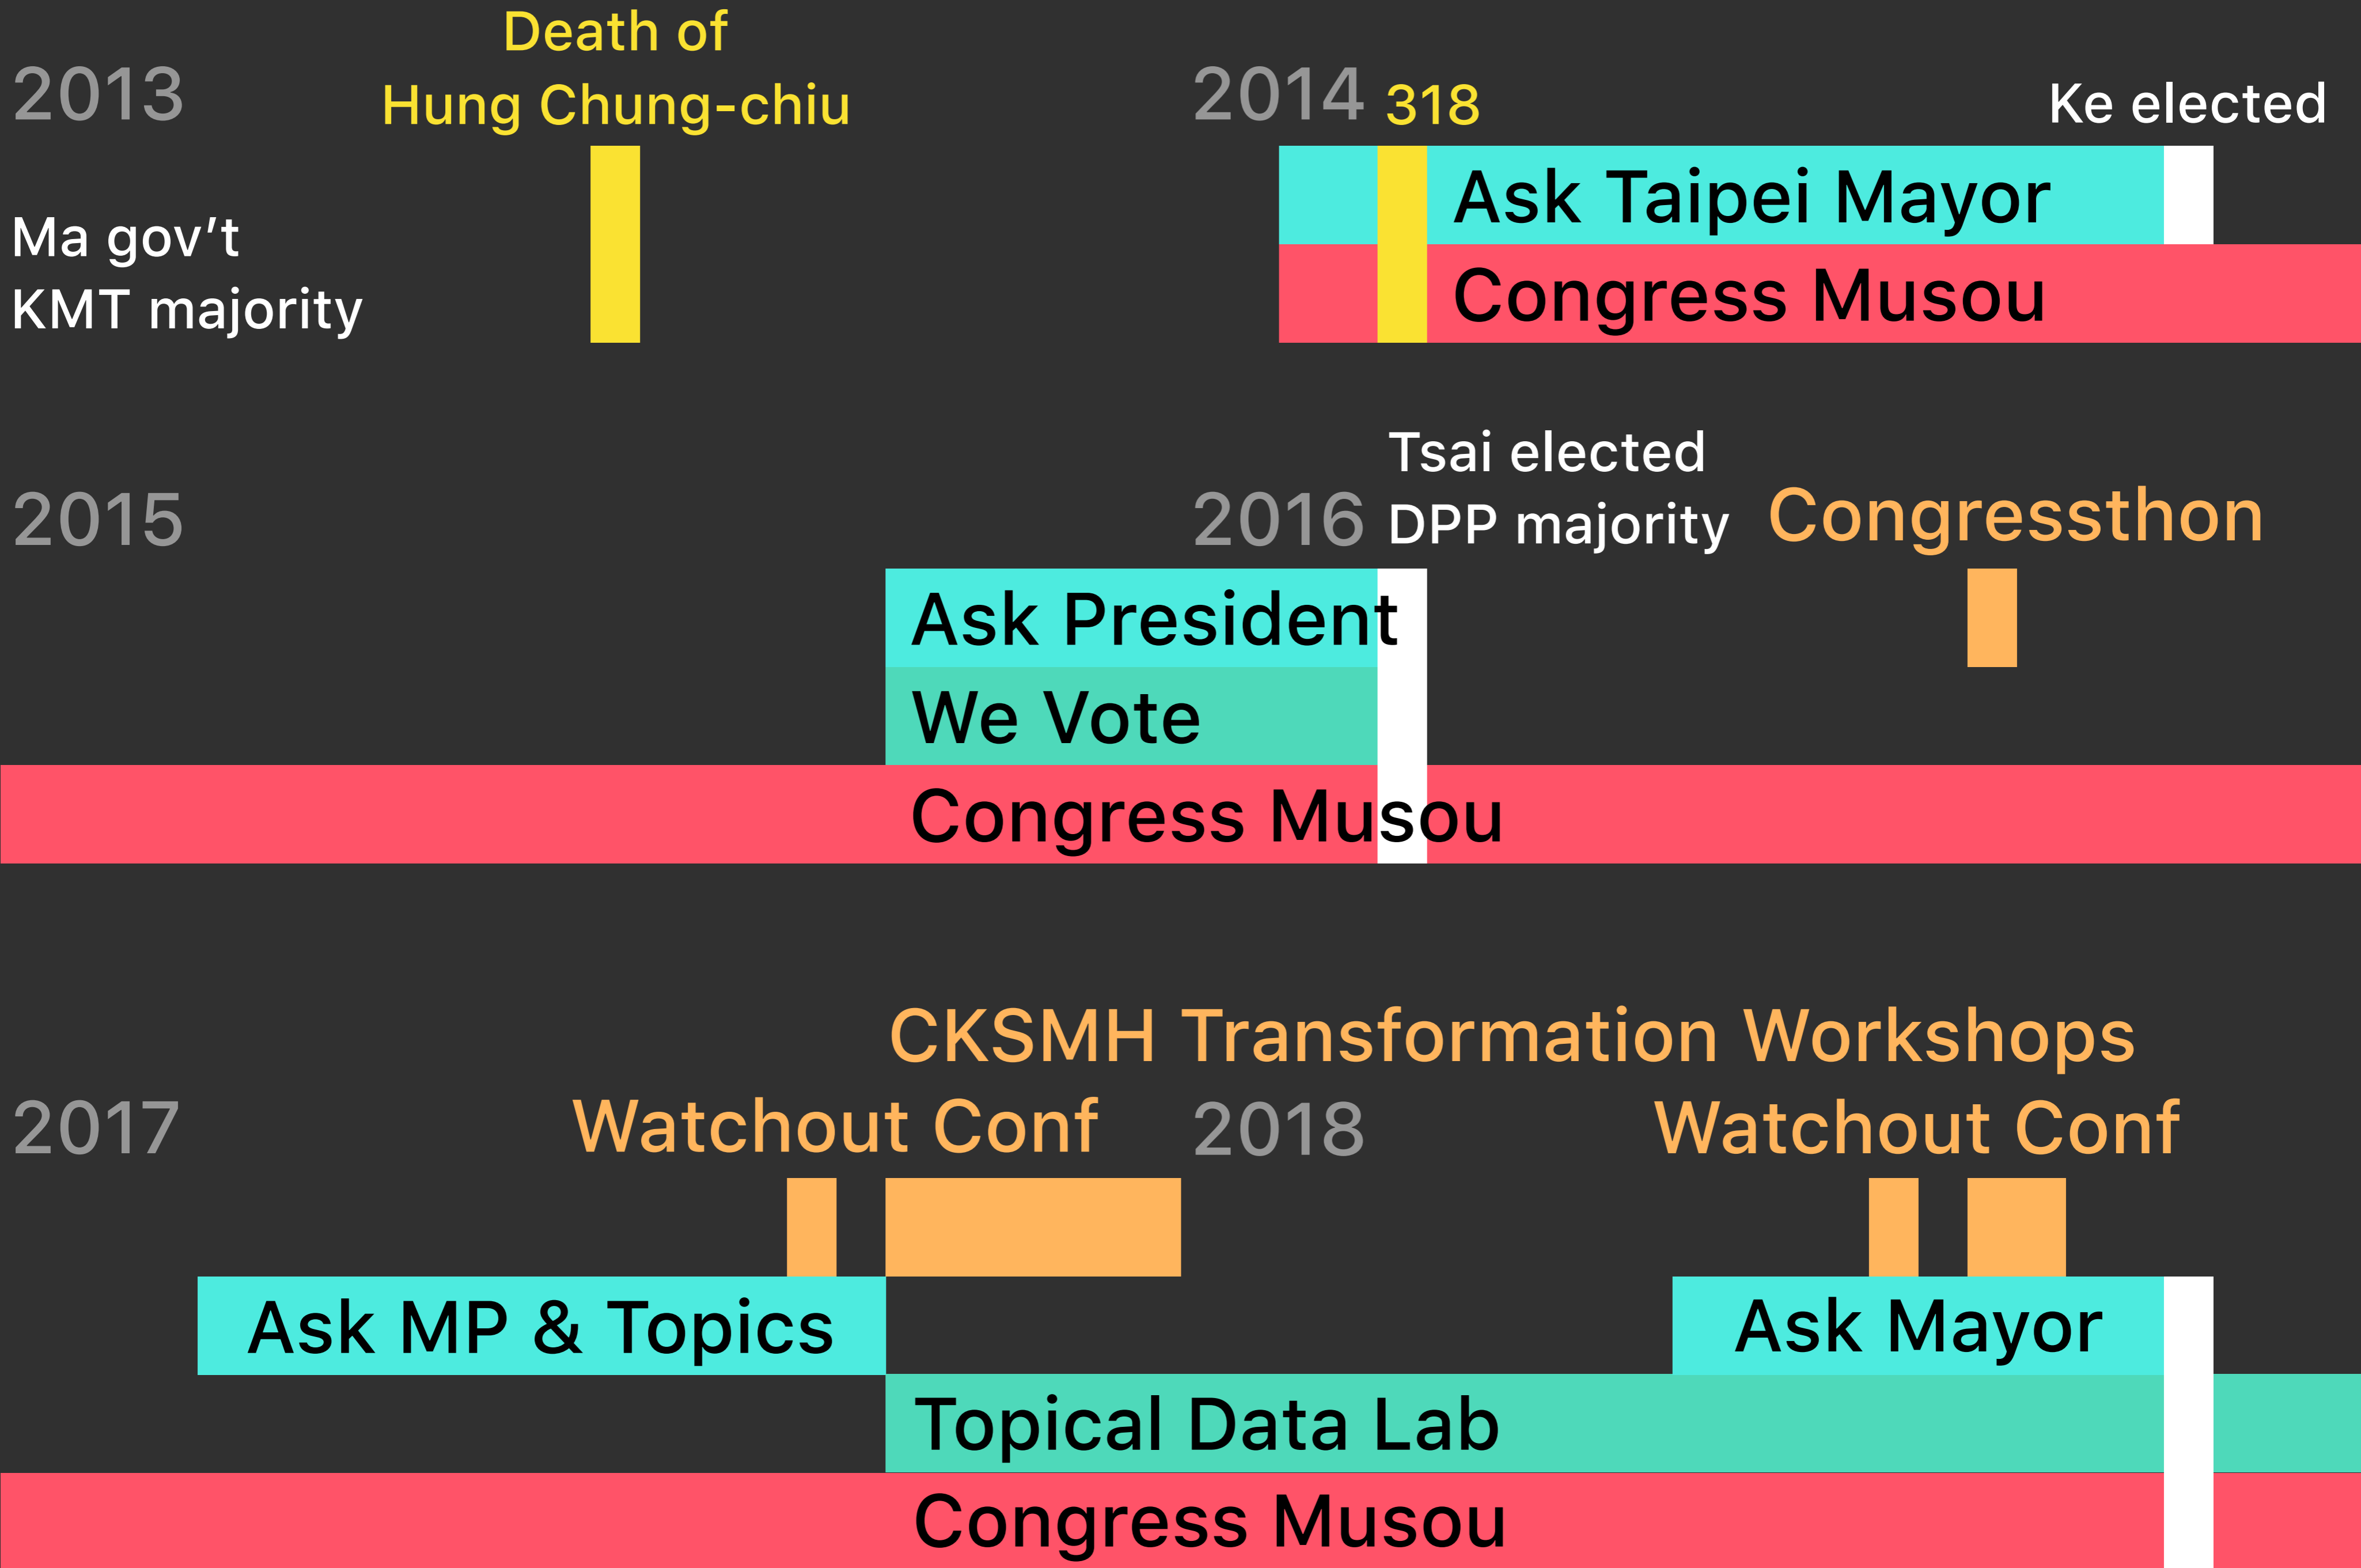 Death of
2013
Hung Chung-chiu
2014
318
Ke elected
Ask Taipei Mayor
Ma gov’t
KMT majority
Congress Musou
Tsai elected
2015
2016
DPP majority
Congressthon
Ask President
We Vote
Congress Musou
CKSMH Transformation Workshops
2017
Watchout Conf
2018
Watchout Conf
Ask MP & Topics
Ask Mayor
Topical Data Lab
Congress Musou